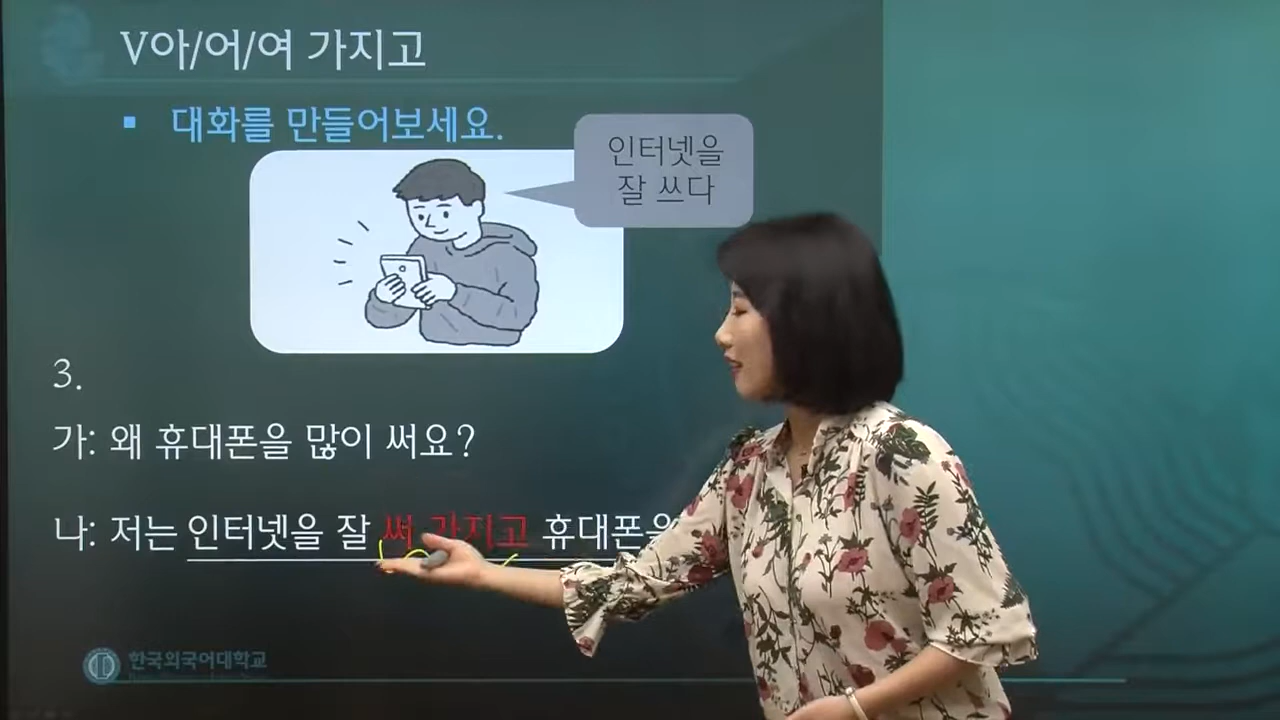 V아/어/여 가지고
▪ 대화를 만들어보세요.
인터넷을
잘 쓰다
3.
가: 왜 휴대폰을 많이 써요?
나: 저는 인터넷을 잘 써 가지고 휴대폰을
한국외국어대학교